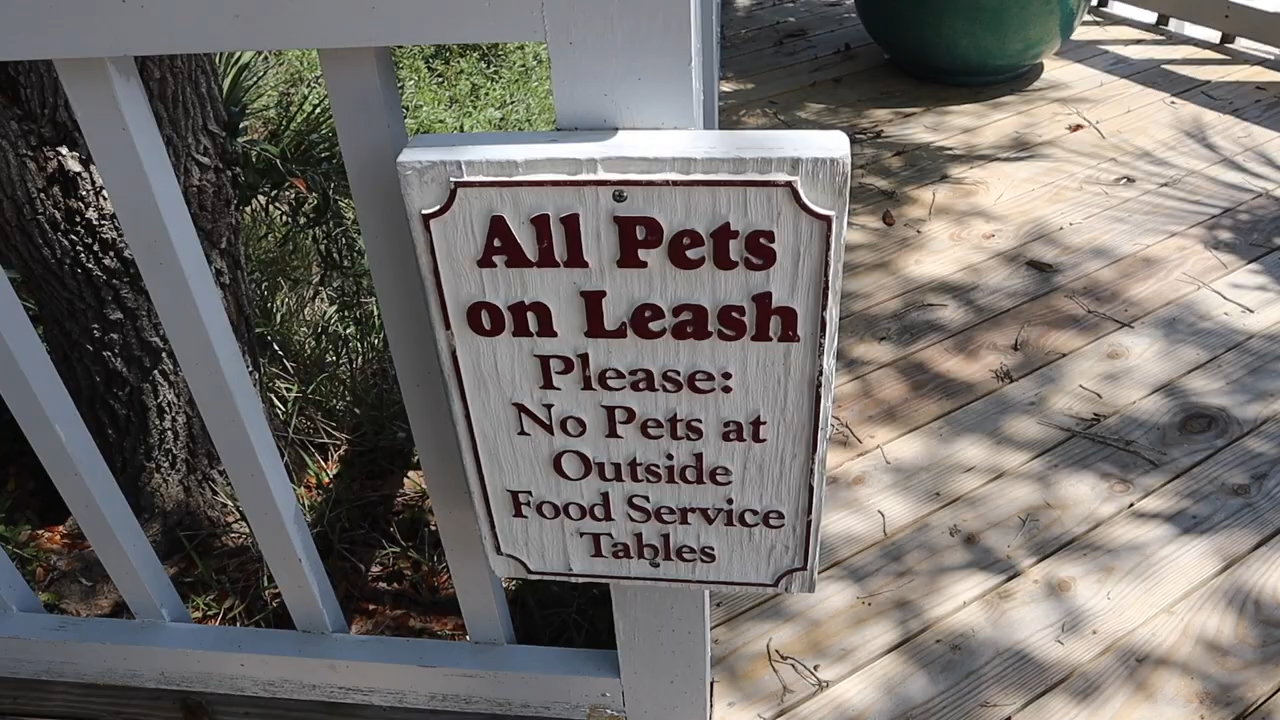 All Pets
on Leash
Please:
No Pets at
Outside
Food Service
Tables